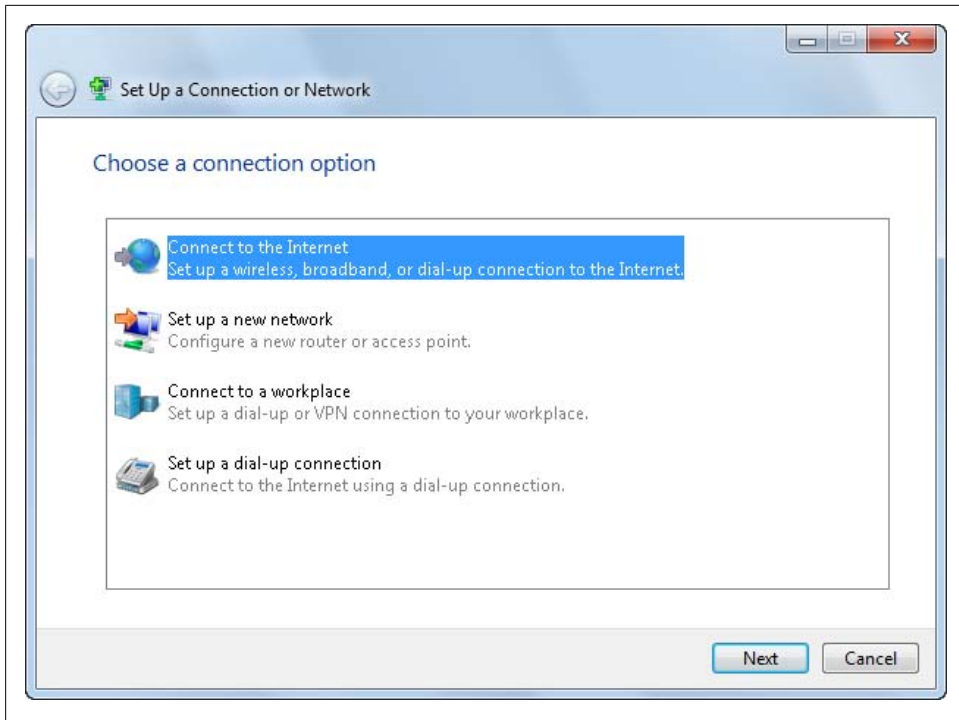 Set Up a Connection or Network
Choose a connection option
Connect to the Internet
Set up a wireless, broadband, or dial-up connection to the Internet.
Set up a new network
Configure a new router or access point.
Connect to a workplace
Set up a dial-up or VPN connection to your workplace.
Set up a dial-up connection
Connect to the Internet using a dial-up connection.
Next Cancel